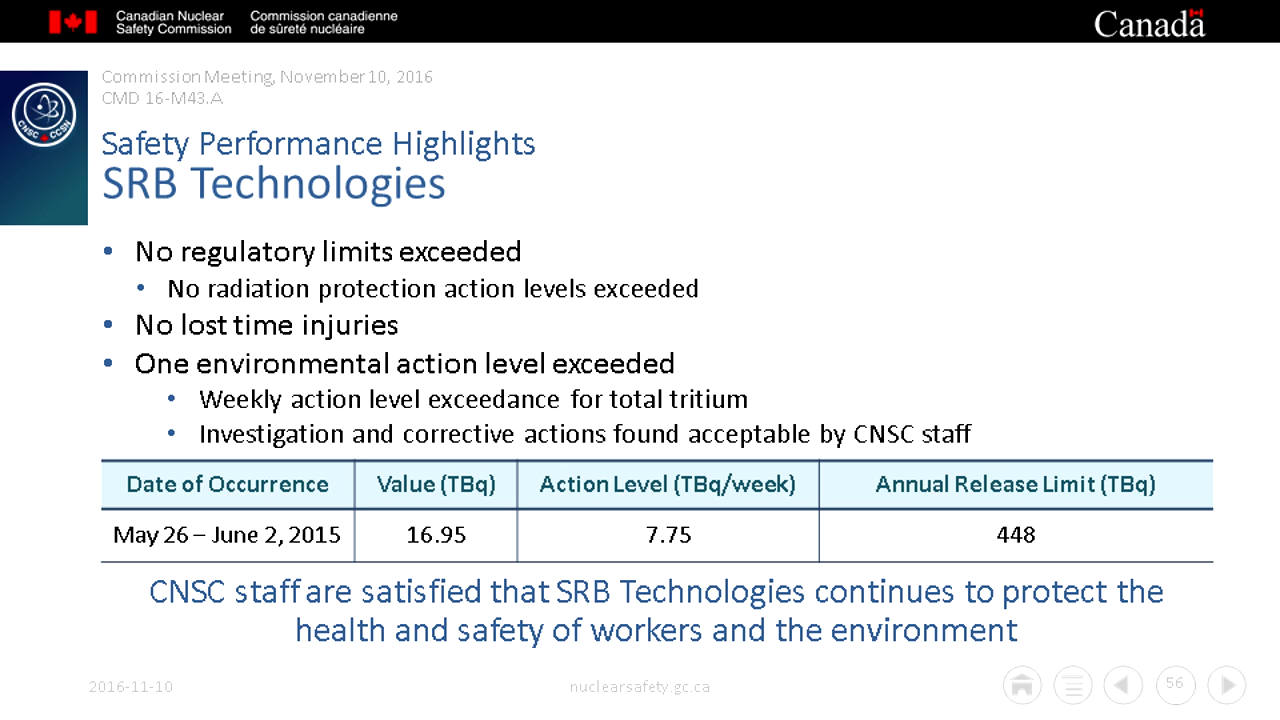 Canadian Nuclear Safety Commission
Commission canadienne de sûreté nucléaire
Canada
Commission Meeting, November 10, 2016
CMD 16-M43.A
CNSC CCSN
Safety Performance Highlights
SRB Technologies
• No regulatory limits exceeded
• No radiation protection action levels exceeded
• No lost time injuries
• One environmental action level exceeded
• Weekly action level exceedance for total tritium
• Investigation and corrective actions found acceptable by CNSC staff
Date of Occurrence Value (TBq) Action Level (TBq/week) Annual Release Limit (TBq)
May 26 – June 2, 2015 16.95 7.75 448
CNSC staff are satisfied that SRB Technologies continues to protect the
health and safety of workers and the environment
2016-11-10 nuclearsafety.gc.ca 56